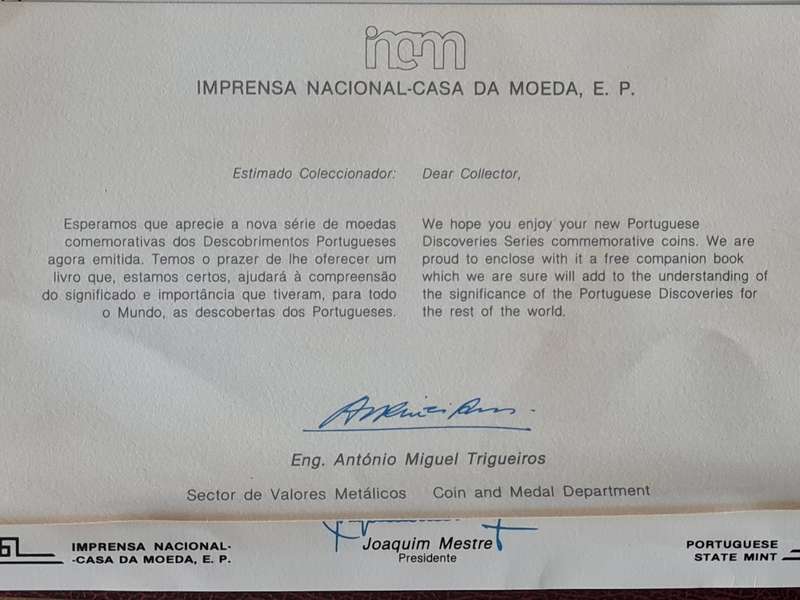 incm
IMPRENSA NACIONAL-CASA DA MOEDA, E. P.
Estimado Coleccionador:
Esperamos que aprecie a nova série de moedas
comemorativas dos Descobrimentos Portugueses
agora emitida. Temos o prazer de lhe oferecer um
livro que, estamos certos, ajudará à compreensão
do significado e importância que tiveram, para todo
o Mundo, as descobertas dos Portugueses.
Dear Collector,
We hope you enjoy your new Portuguese
Discoveries Series commemorative coins. We are
proud to enclose with it a free companion book
which we are sure will add to the understanding of
the significance of the Portuguese Discoveries for
the rest of the world.
Eng. António Miguel Trigueiros
Sector de Valores Metálicos Coin and Medal Department
IMPRENSA NACIONAL-
-CASA DA MOEDA, E. P.
Joaquim Mestre
Presidente
PORTUGUESE
STATE MINT